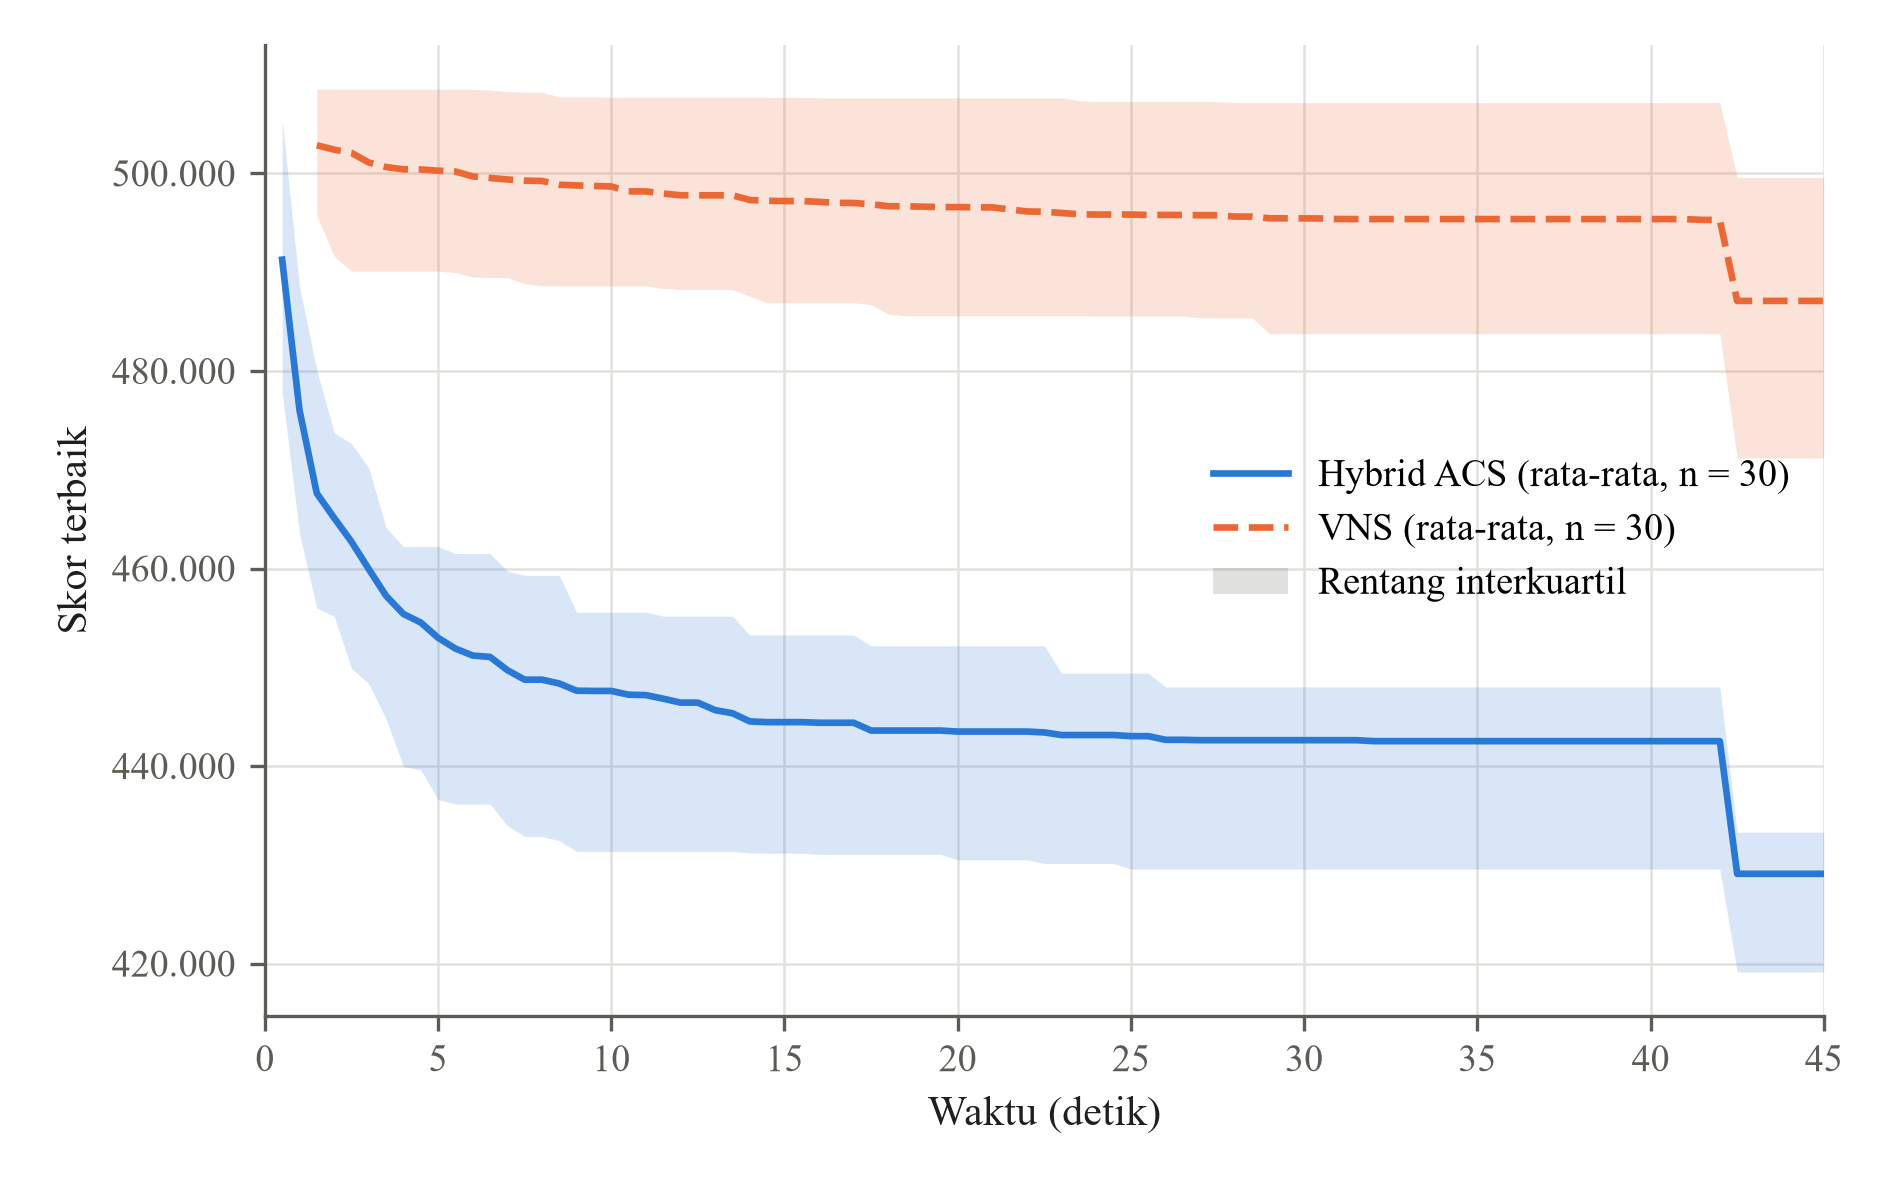 500.000
480.000
460.000
440.000
420.000
Skor terbaik
Hybrid ACS (rata-rata, n = 30)
VNS (rata-rata, n = 30)
Rentang interkuartil
0 5 10 15 20 25 30 35 40 45
Waktu (detik)